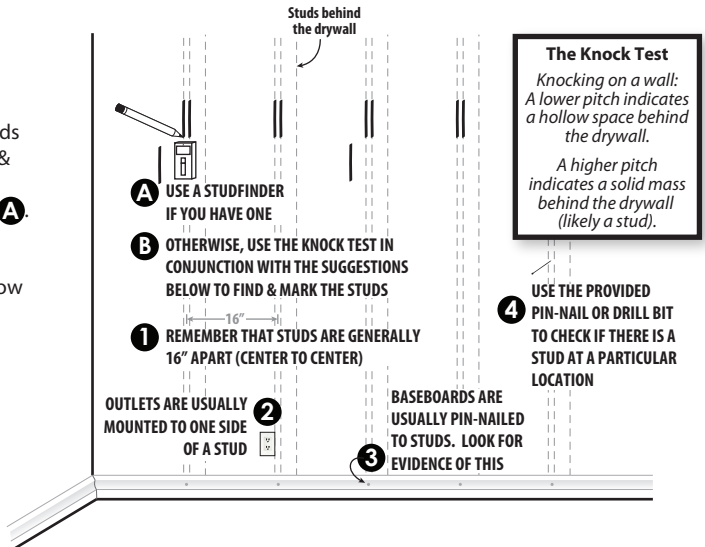 Studs behind
the drywall
The Knock Test
Knocking on a wall:
A lower pitch indicates
a hollow space behind
the drywall.
A higher pitch
indicates a solid mass
behind the drywall
(likely a stud).
ds
&
A.
ow
A USE A STUDFINDER
IF YOU HAVE ONE
B OTHERWISE, USE THE KNOCK TEST IN
CONJUNCTION WITH THE SUGGESTIONS
BELOW TO FIND & MARK THE STUDS
16”
1 REMEMBER THAT STUDS ARE GENERALLY
16” APART (CENTER TO CENTER)
OUTLETS ARE USUALLY
MOUNTED TO ONE SIDE
OF A STUD
2
BASEBOARDS ARE
USUALLY PIN-NAILED
TO STUDS. LOOK FOR
3 EVIDENCE OF THIS
USE THE PROVIDED
4 PIN-NAIL OR DRILL BIT
TO CHECK IF THERE IS A
STUD AT A PARTICULAR
LOCATION